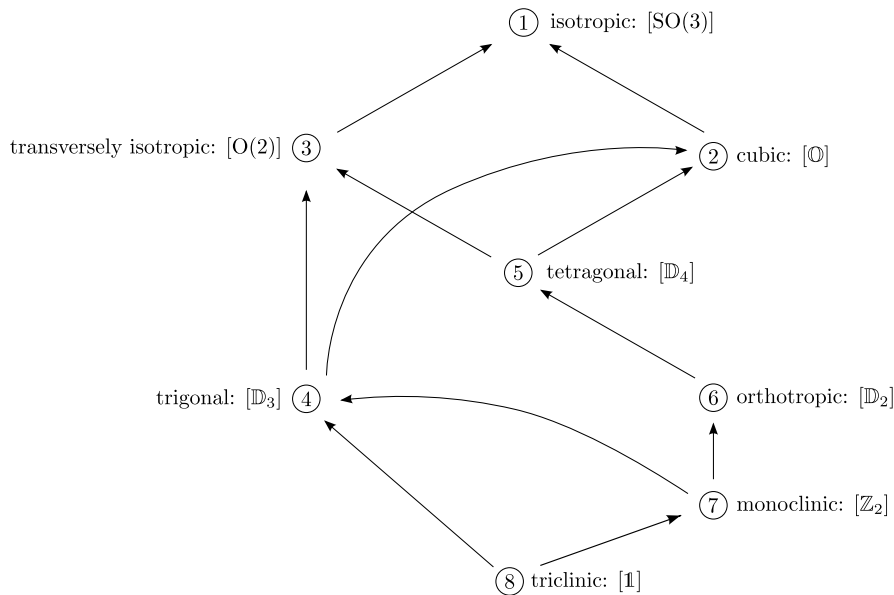 ① isotropic: [SO(3)]
transversely isotropic: [O(2)] ③
② cubic: [𝕆]
⑤ tetragonal: [𝔻₄]
trigonal: [𝔻₃] ④
⑥ orthotropic: [𝔻₂]
⑦ monoclinic: [ℤ₂]
⑧ triclinic: [𝟙]